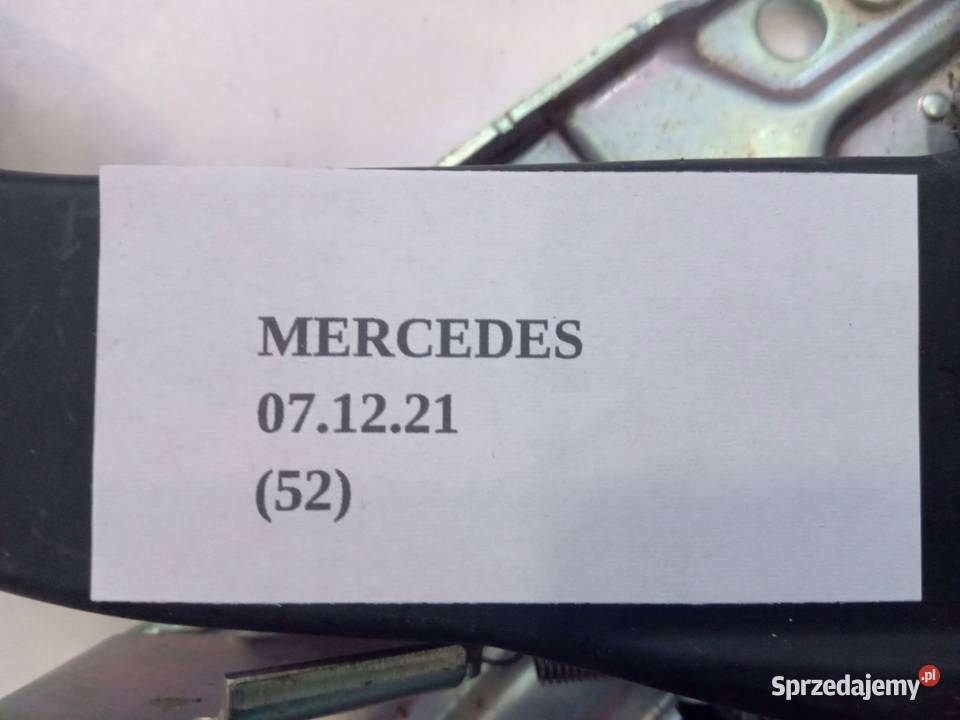 MERCEDES
07.12.21
(52)
Sprzedajemy.pl